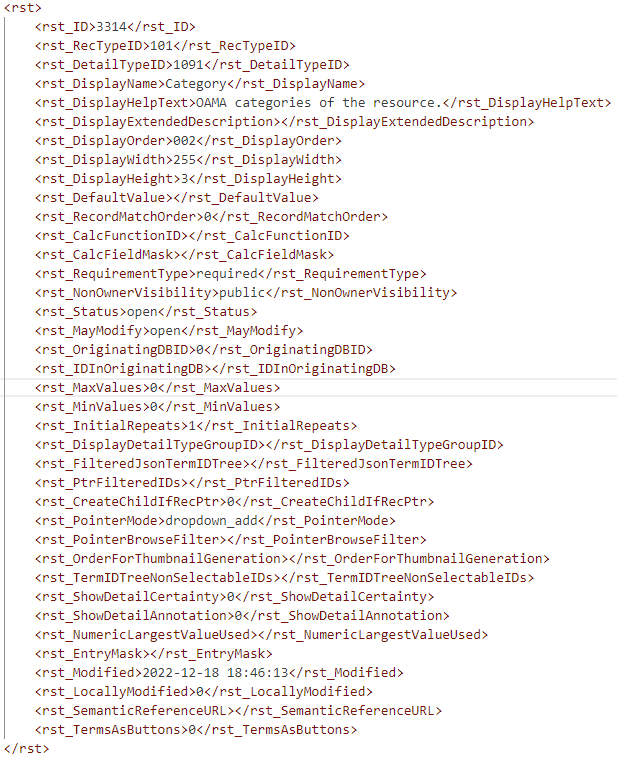 <rst>
<rst_ID>3314</rst_ID>
<rst_RecTypeID>101</rst_RecTypeID>
<rst_DetailTypeID>1091</rst_DetailTypeID>
<rst_DisplayName>Category</rst_DisplayName>
<rst_DisplayHelpText>OAMA categories of the resource.</rst_DisplayHelpText>
<rst_DisplayExtendedDescription></rst_DisplayExtendedDescription>
<rst_DisplayOrder>002</rst_DisplayOrder>
<rst_DisplayWidth>255</rst_DisplayWidth>
<rst_DisplayHeight>3</rst_DisplayHeight>
<rst_DefaultValue></rst_DefaultValue>
<rst_RecordMatchOrder>0</rst_RecordMatchOrder>
<rst_CalcFunctionID></rst_CalcFunctionID>
<rst_CalcFieldMask></rst_CalcFieldMask>
<rst_RequirementType>required</rst_RequirementType>
<rst_NonOwnerVisibility>public</rst_NonOwnerVisibility>
<rst_Status>open</rst_Status>
<rst_MayModify>open</rst_MayModify>
<rst_OriginatingDBID>0</rst_OriginatingDBID>
<rst_IDInOriginatingDB></rst_IDInOriginatingDB>
<rst_MaxValues>0</rst_MaxValues>
<rst_MinValues>0</rst_MinValues>
<rst_InitialRepeats>1</rst_InitialRepeats>
<rst_DisplayDetailTypeGroupID></rst_DisplayDetailTypeGroupID>
<rst_FilteredJsonTermIDTree></rst_FilteredJsonTermIDTree>
<rst_PtrFilteredIDs></rst_PtrFilteredIDs>
<rst_CreateChildIfRecPtr>0</rst_CreateChildIfRecPtr>
<rst_PointerMode>dropdown_add</rst_PointerMode>
<rst_PointerBrowseFilter></rst_PointerBrowseFilter>
<rst_OrderForThumbnailGeneration></rst_OrderForThumbnailGeneration>
<rst_TermIDTreeNonSelectableIDs></rst_TermIDTreeNonSelectableIDs>
<rst_ShowDetailCertainty>0</rst_ShowDetailCertainty>
<rst_ShowDetailAnnotation>0</rst_ShowDetailAnnotation>
<rst_NumericLargestValueUsed></rst_NumericLargestValueUsed>
<rst_EntryMask></rst_EntryMask>
<rst_Modified>2022-12-18 18:46:13</rst_Modified>
<rst_LocallyModified>0</rst_LocallyModified>
<rst_SemanticReferenceURL></rst_SemanticReferenceURL>
<rst_TermsAsButtons>0</rst_TermsAsButtons>
</rst>